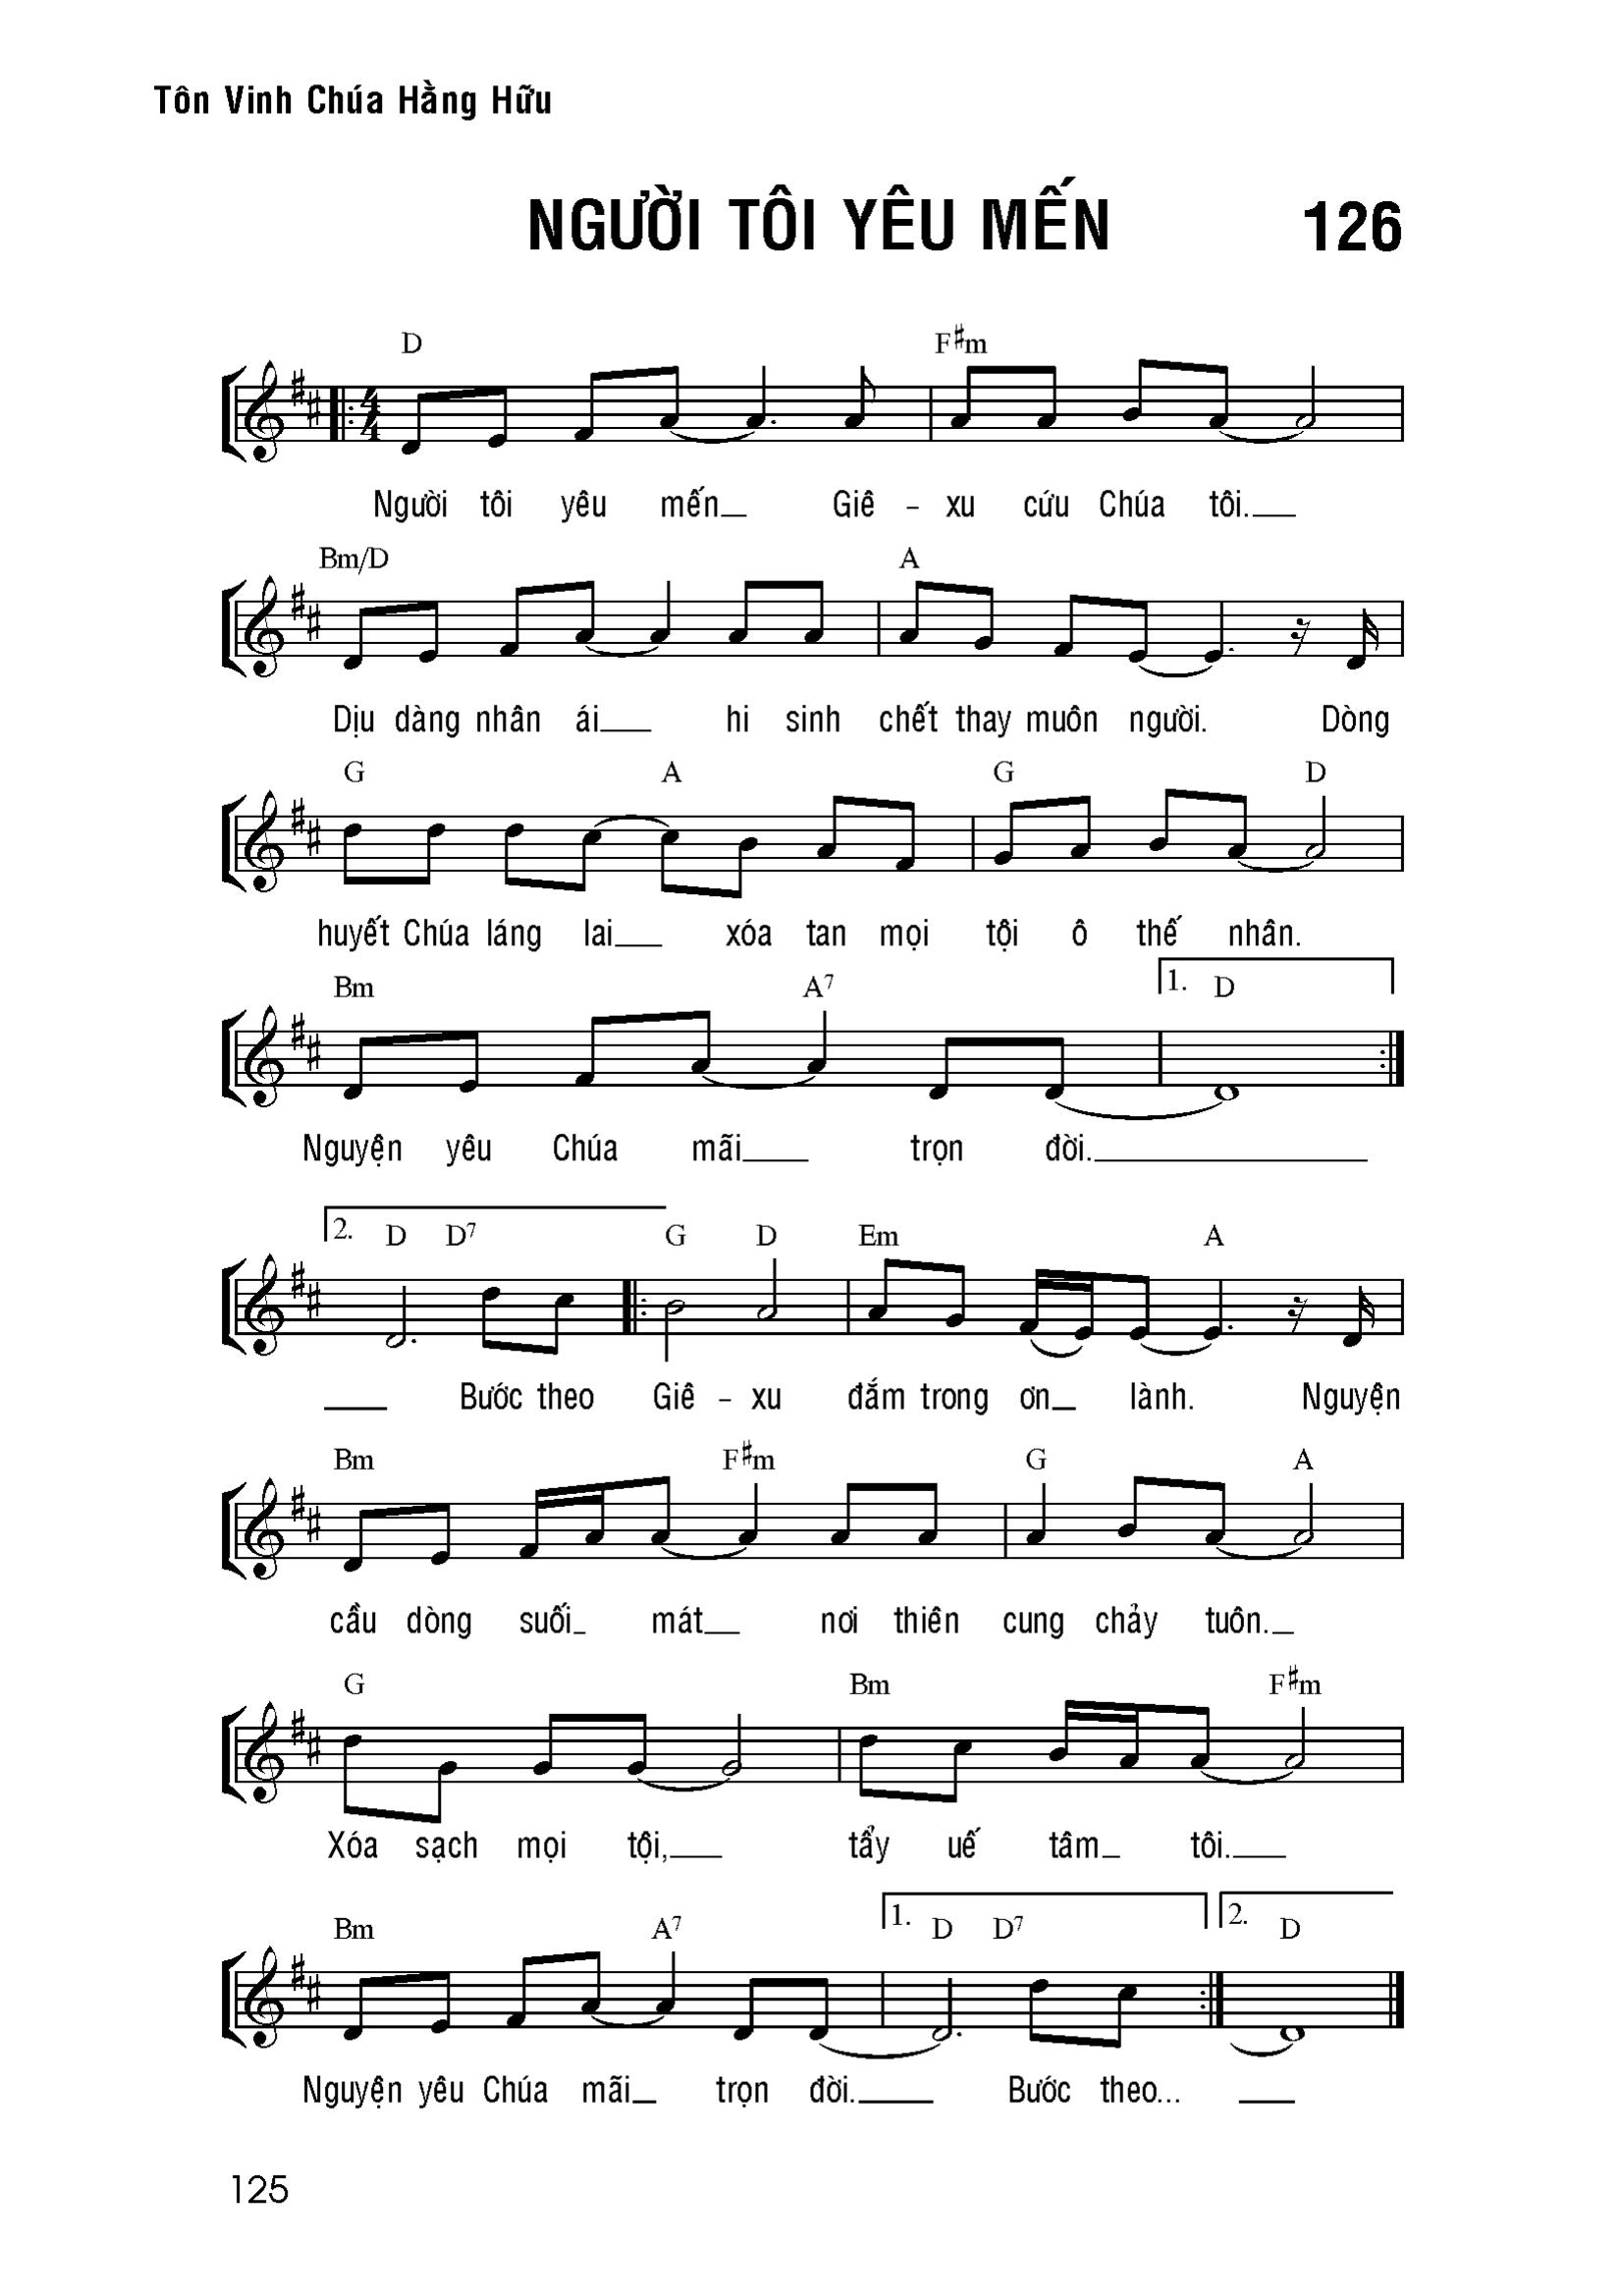 Tôn Vinh Chúa Hằng Hữu
NGƯỜI TÔI YÊU MẾN 126
D F♯m
4
4
Người tôi yêu mến Giê - xu cứu Chúa tôi.
Bm/D A
Dịu dàng nhân ái hi sinh chết thay muôn người. Dòng
G A G D
huyết Chúa láng lai xóa tan mọi tội ô thế nhân.
Bm A7 1. D
Nguyện yêu Chúa mãi trọn đời.
2. D D7 G D Em A
Bước theo Giê - xu đắm trong ơn lành. Nguyện
Bm F♯m G A
cầu dòng suối mát nơi thiên cung chảy tuôn.
G Bm F♯m
Xóa sạch mọi tội, tẩy uế tâm tôi.
Bm A7 1. D D7 2. D
Nguyện yêu Chúa mãi trọn đời. Bước theo...
125